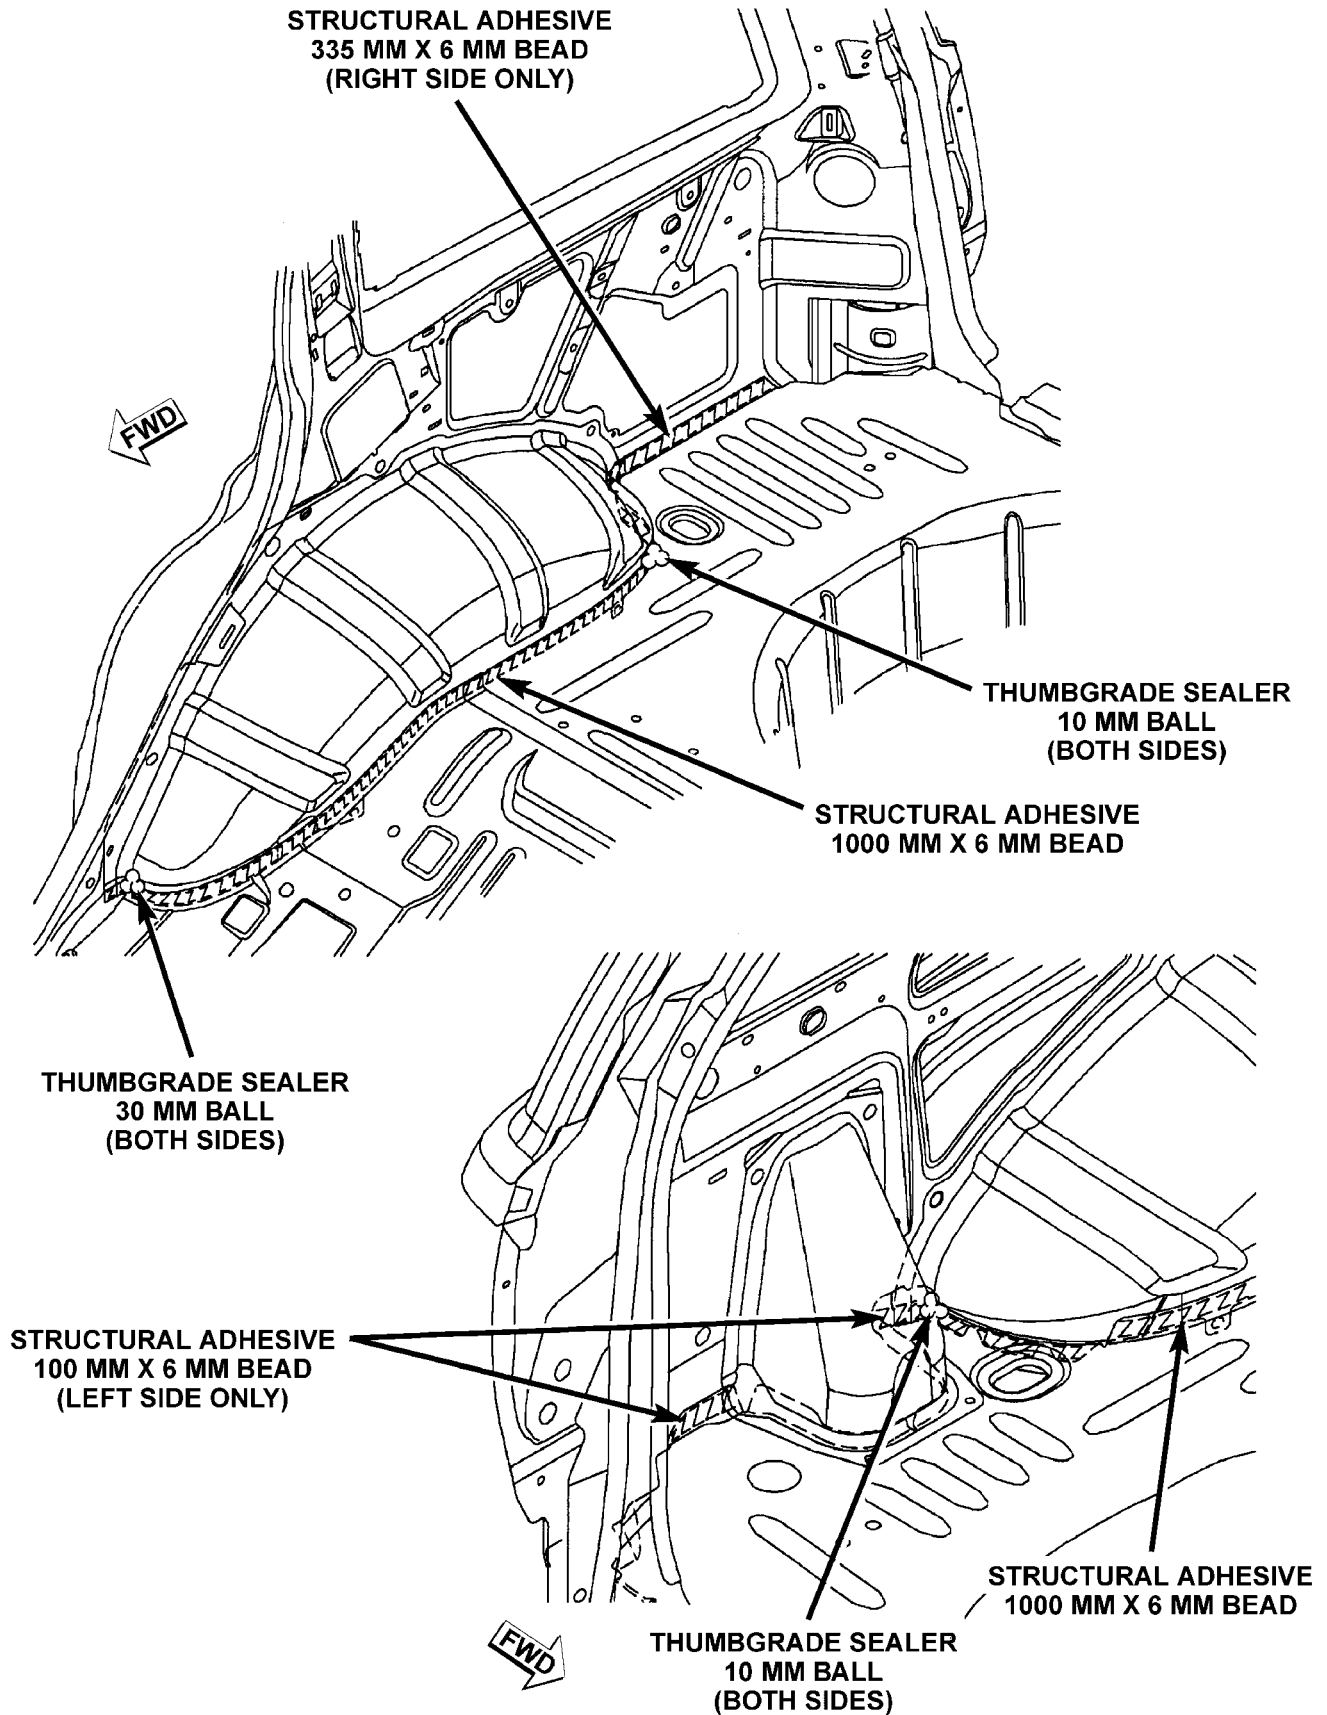 STRUCTURAL ADHESIVE
335 MM X 6 MM BEAD
(RIGHT SIDE ONLY)
FWD
THUMBGRADE SEALER
10 MM BALL
(BOTH SIDES)
STRUCTURAL ADHESIVE
1000 MM X 6 MM BEAD
THUMBGRADE SEALER
30 MM BALL
(BOTH SIDES)
STRUCTURAL ADHESIVE
100 MM X 6 MM BEAD
(LEFT SIDE ONLY)
STRUCTURAL ADHESIVE
1000 MM X 6 MM BEAD
THUMBGRADE SEALER
10 MM BALL
(BOTH SIDES)
FWD